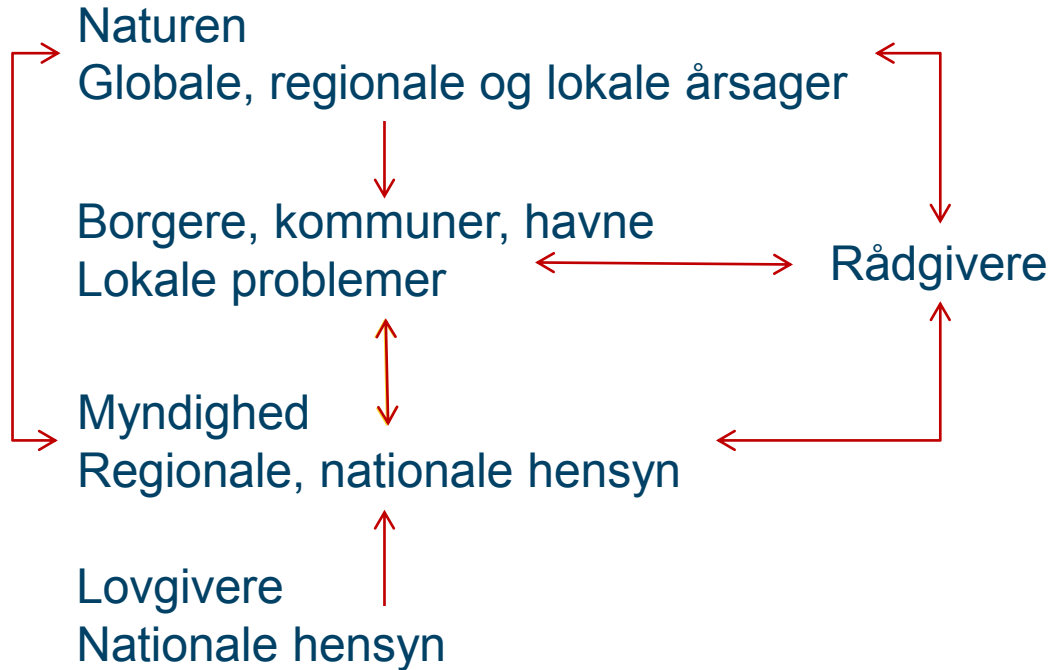 Naturen
Globale, regionale og lokale årsager
Borgere, kommuner, havne
Lokale problemer
Rådgivere
Myndighed
Regionale, nationale hensyn
Lovgivere
Nationale hensyn